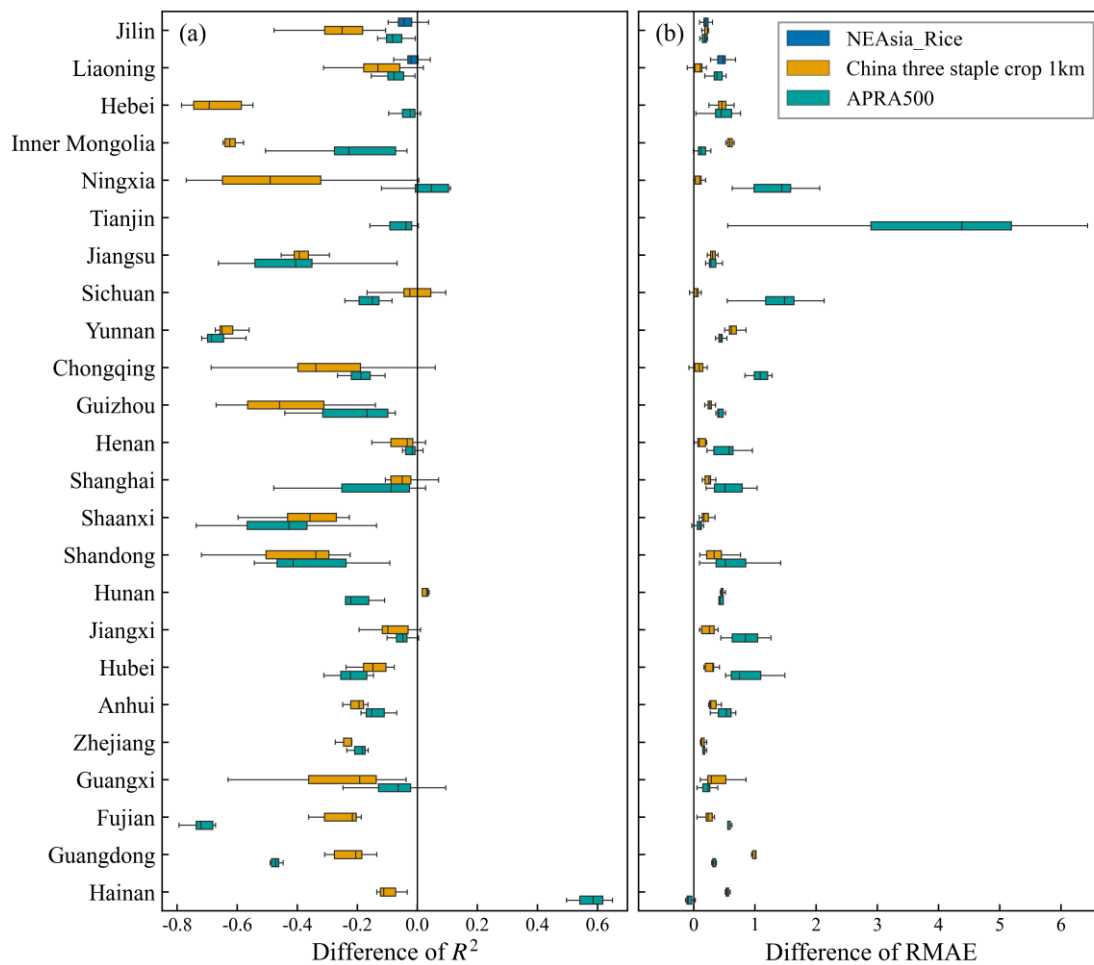 (a)
(b)
NEAsia_Rice
China three staple crop 1km
APRA500
Jilin
Liaoning
Hebei
Inner Mongolia
Ningxia
Tianjin
Jiangsu
Sichuan
Yunnan
Chongqing
Guizhou
Henan
Shanghai
Shaanxi
Shandong
Hunan
Jiangxi
Hubei
Anhui
Zhejiang
Guangxi
Fujian
Guangdong
Hainan
-0.8 -0.6 -0.4 -0.2 0.0 0.2 0.4 0.6
0 1 2 3 4 5 6
Difference of R²
Difference of RMAE